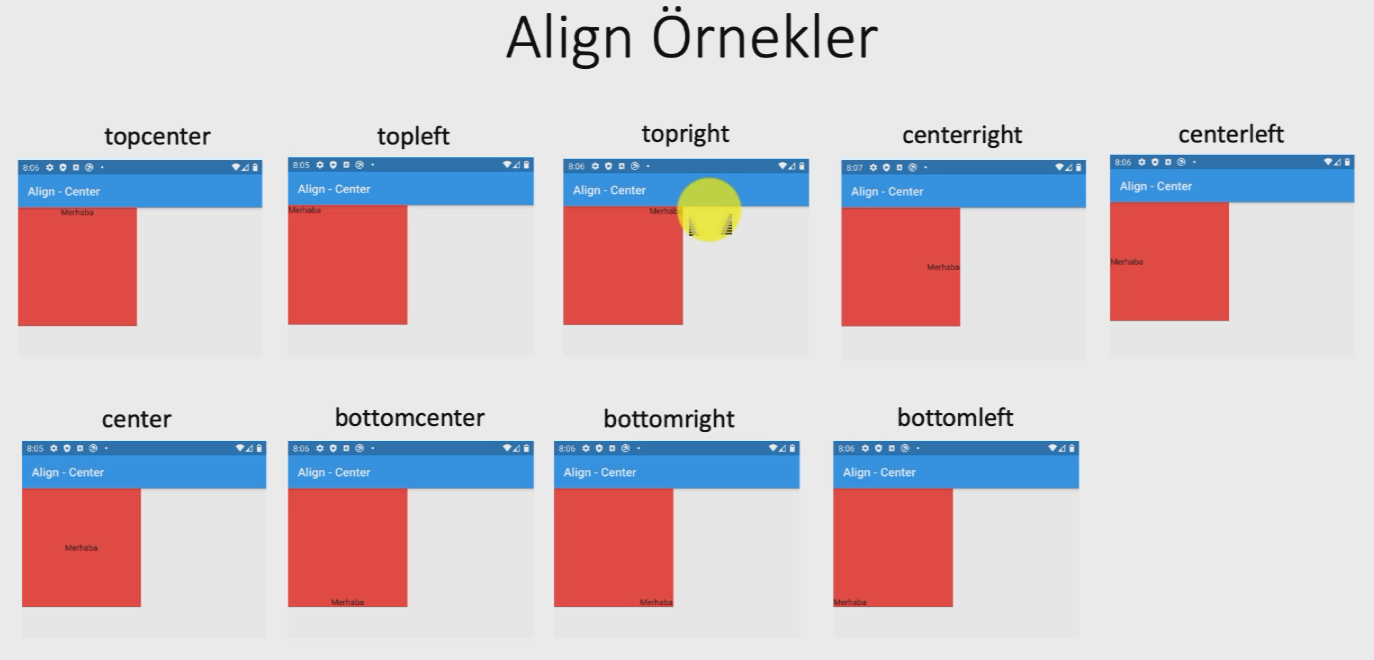 Align Örnekler
topcenter
topleft
topright
centerright
centerleft
8:06
8:05
8:06
8:07
8:06
Align - Center
Align - Center
Align - Center
Align - Center
Align - Center
Merhaba
Merhaba
Merhaba
Merhaba
Merhaba
center
bottomcenter
bottomright
bottomleft
8:05
8:06
8:06
8:06
Align - Center
Align - Center
Align - Center
Align - Center
Merhaba
Merhaba
Merhaba
Merhaba